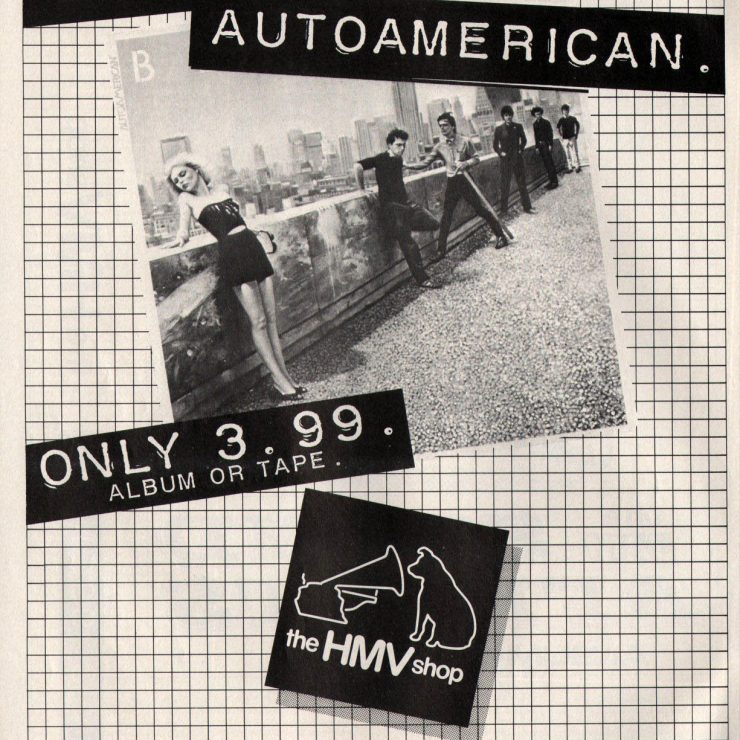 AUTOAMERICAN.
B
AUTOAMERICAN
ONLY 3.99.
ALBUM OR TAPE.
the HMV shop